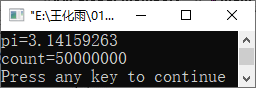 "E:\王化雨\01...
pi=3.14159263
count=50000000
Press any key to continue